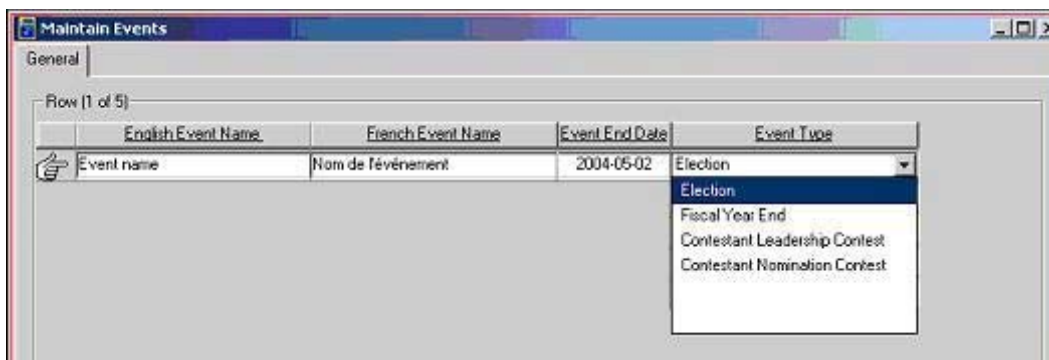 Maintain Events
General
Row (1 of 5)
English Event Name French Event Name Event End Date Event Type
Event name Nom de l'événement 2004-05-02 Election
Election
Fiscal Year End
Contestant Leadership Contest
Contestant Nomination Contest